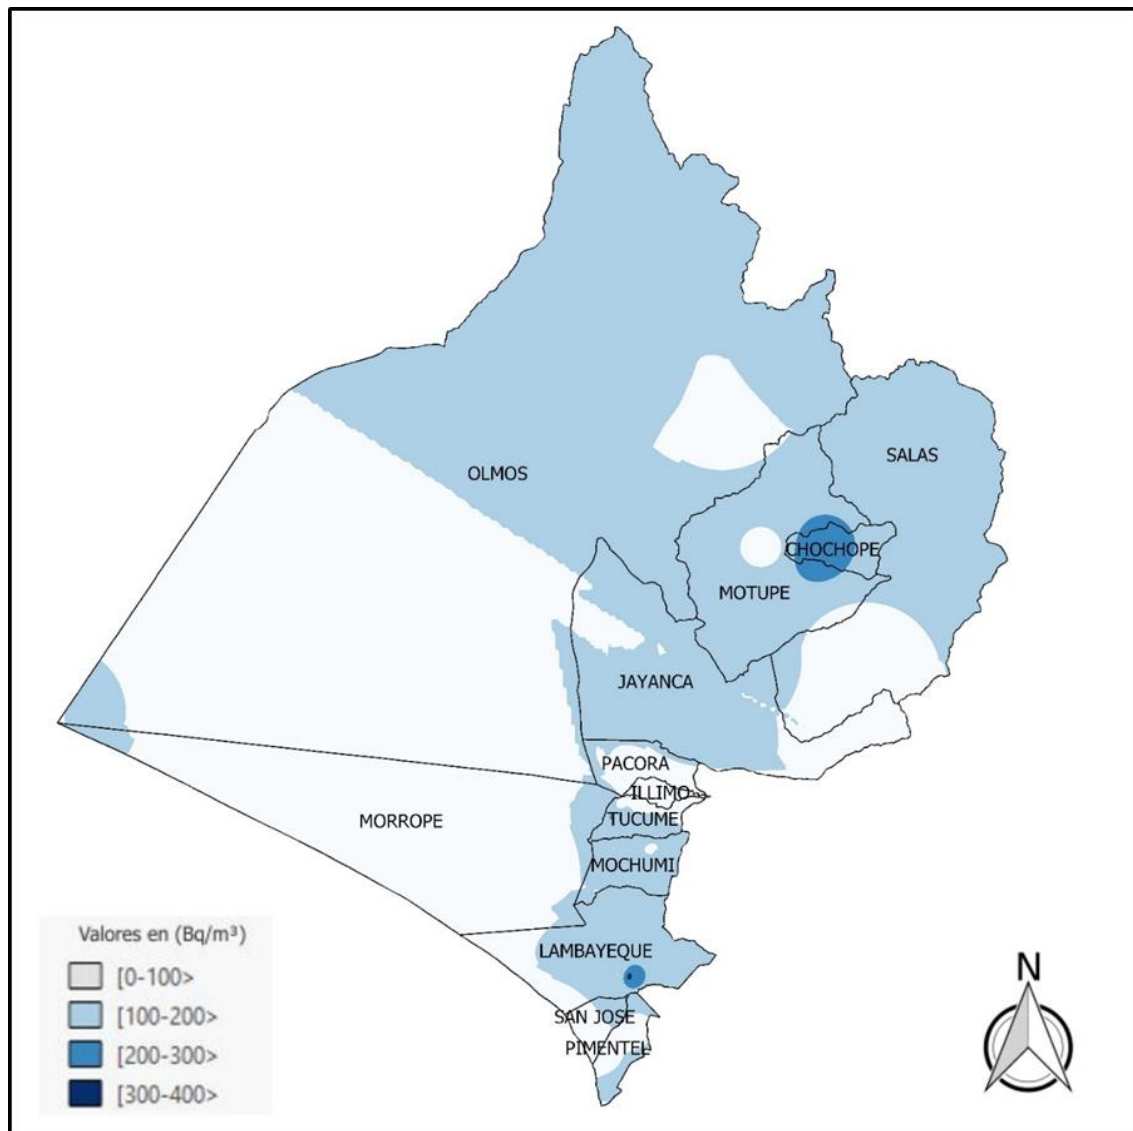 OLMOS
SALAS
CHOCHOPE
MOTUPE
JAYANCA
PACORA
ILLIMO
TUCUME
MORROPE
MOCHUMI
LAMBAYEQUE
SAN JOSE
PIMENTEL
Valores en (Bq/m³)
[0-100>
[100-200>
[200-300>
[300-400>
N